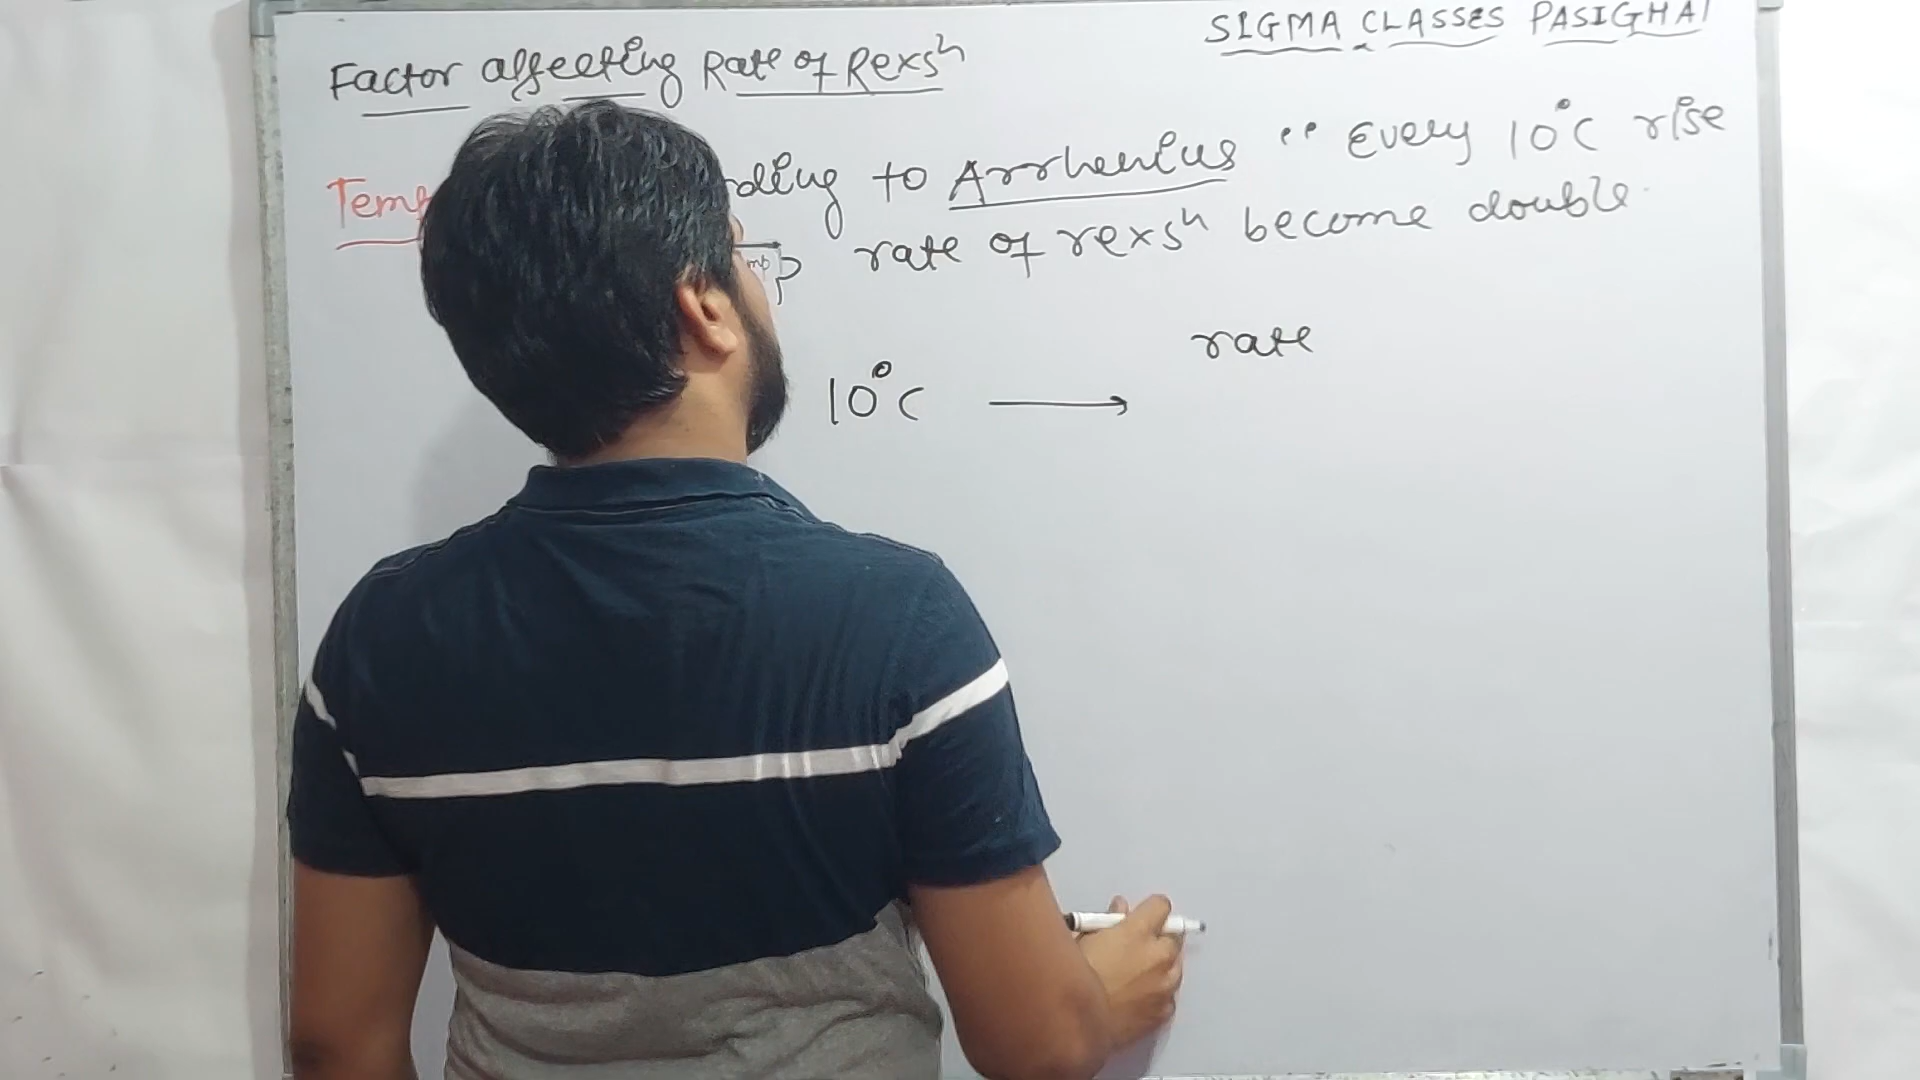 SIGMA CLASSES PASIGHAT
Factor affecting Rate of Rexsⁿ
Temp ding to Arrhenius " Every 10°C rise
mp rate of rexsⁿ become double
rate
10°C →